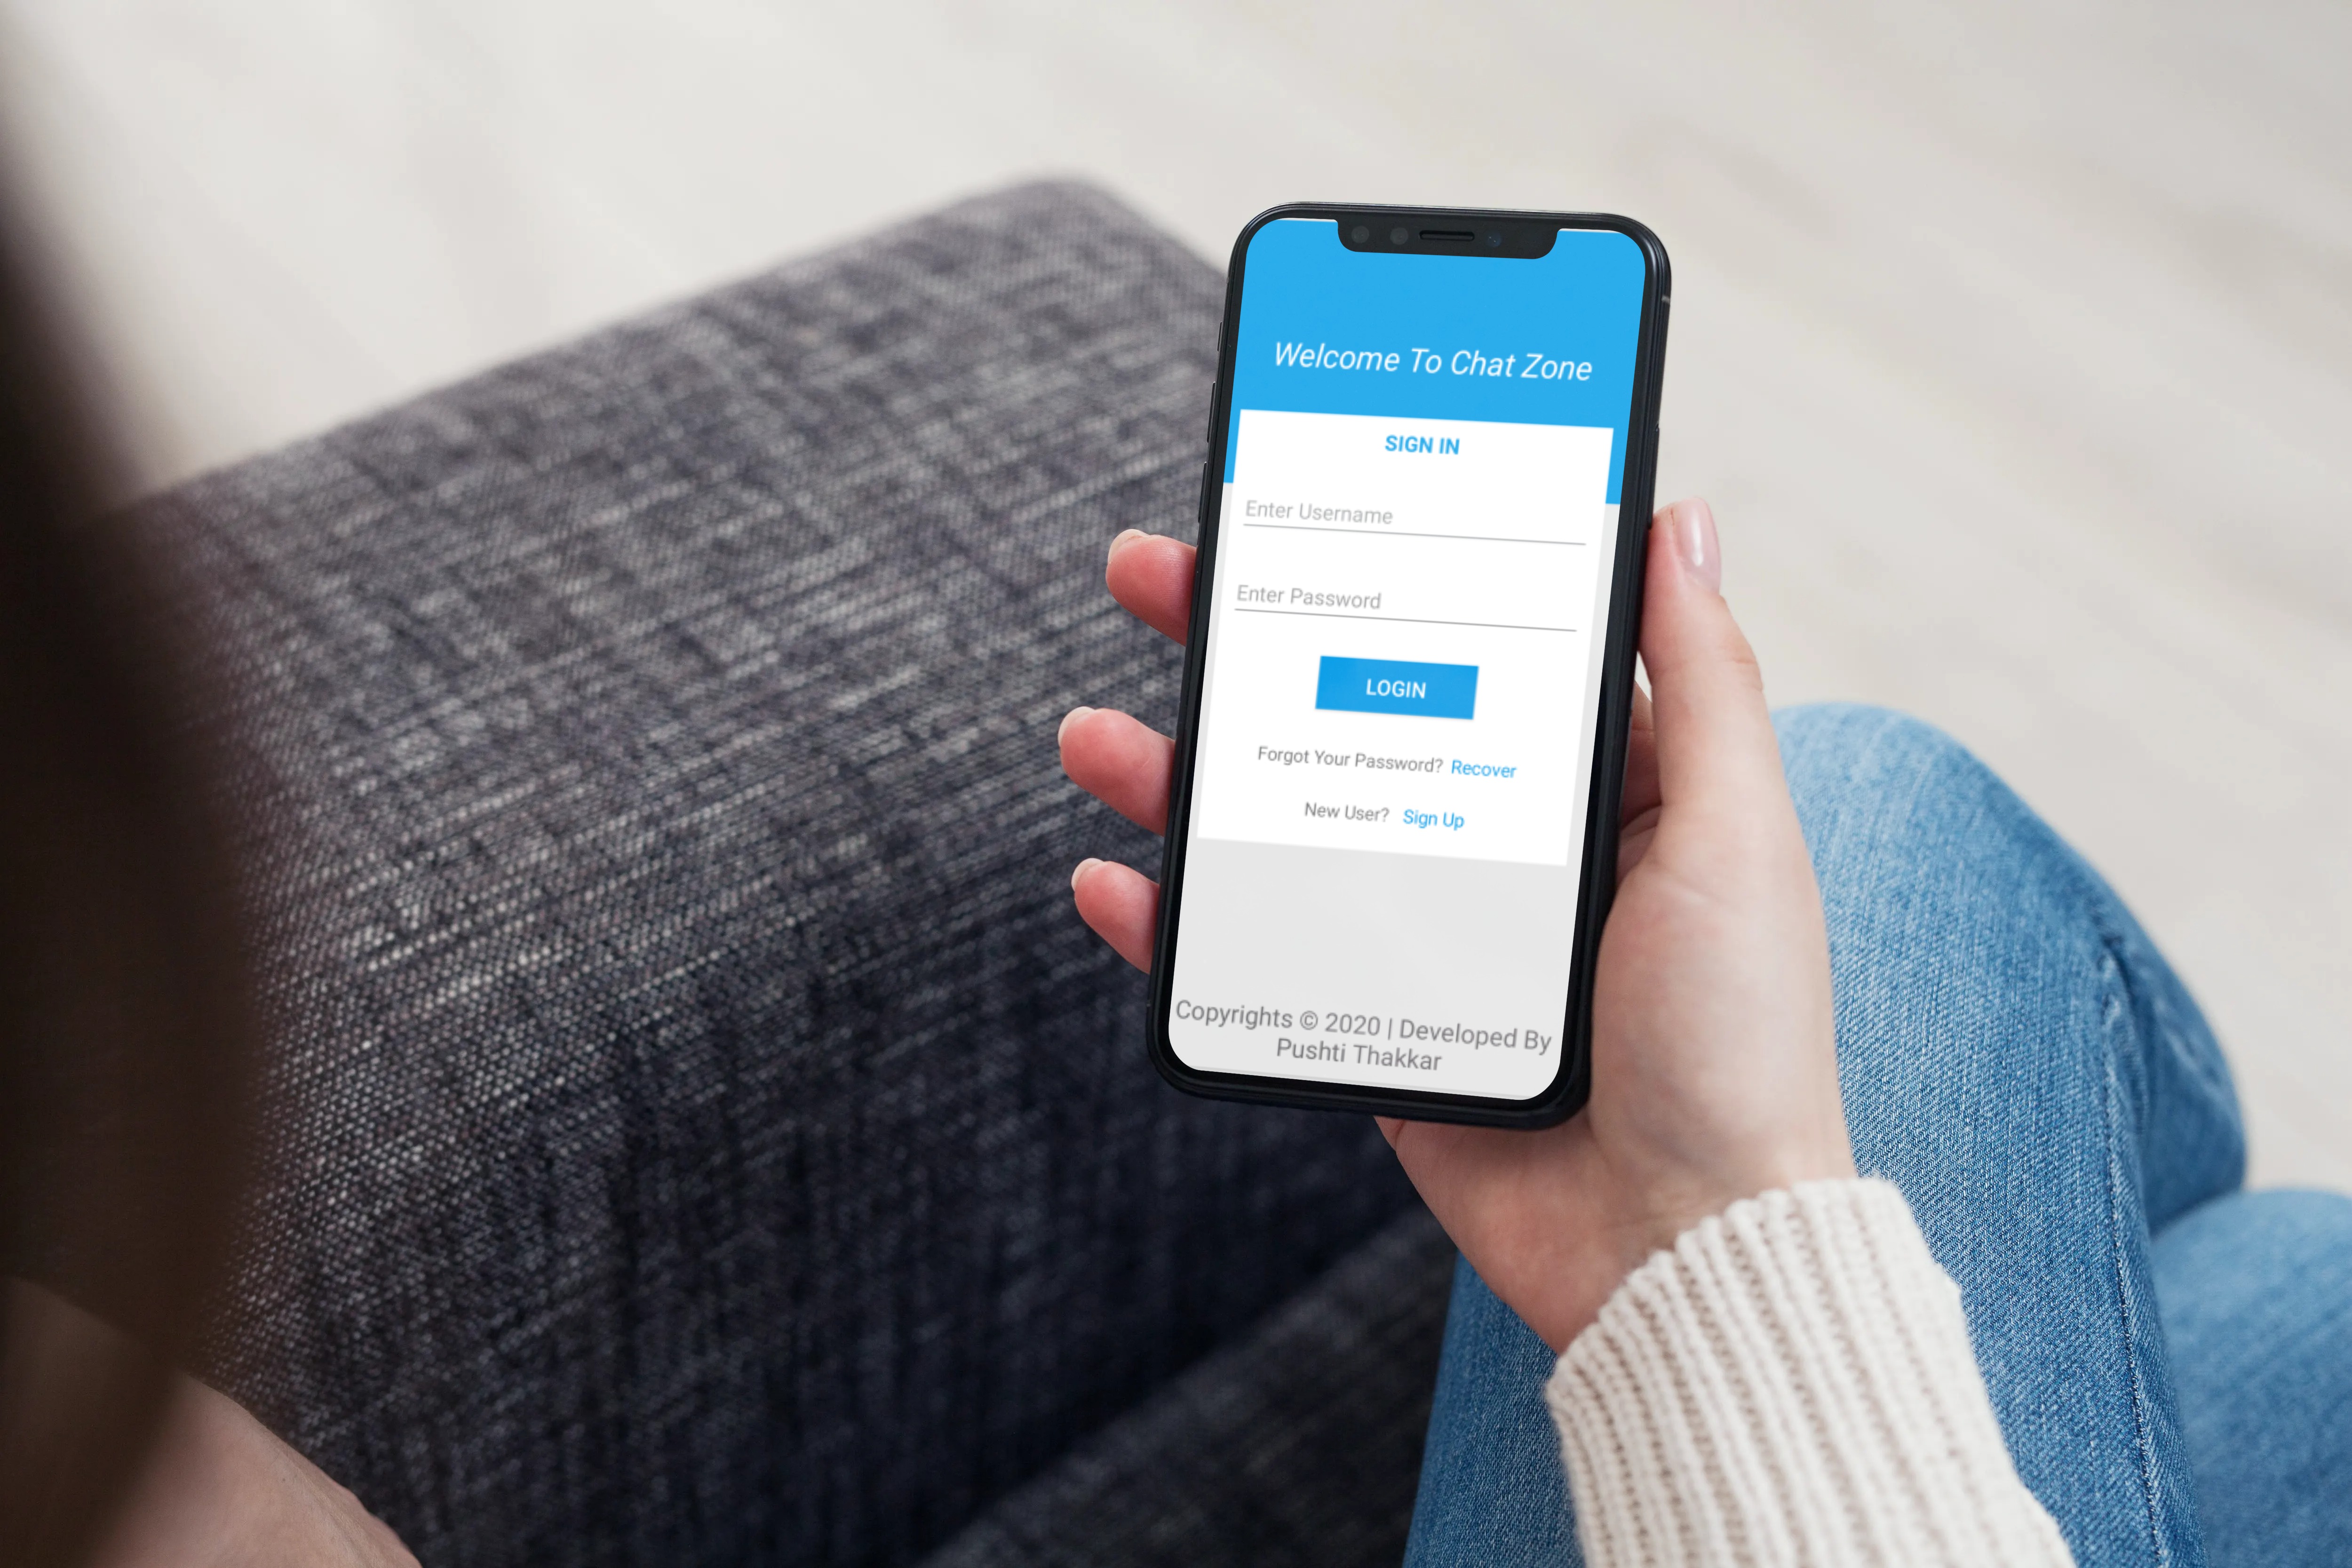 Welcome To Chat Zone
SIGN IN
Enter Username
Enter Password
LOGIN
Forgot Your Password? Recover
New User? Sign Up
Copyrights © 2020 | Developed By
Pushti Thakkar